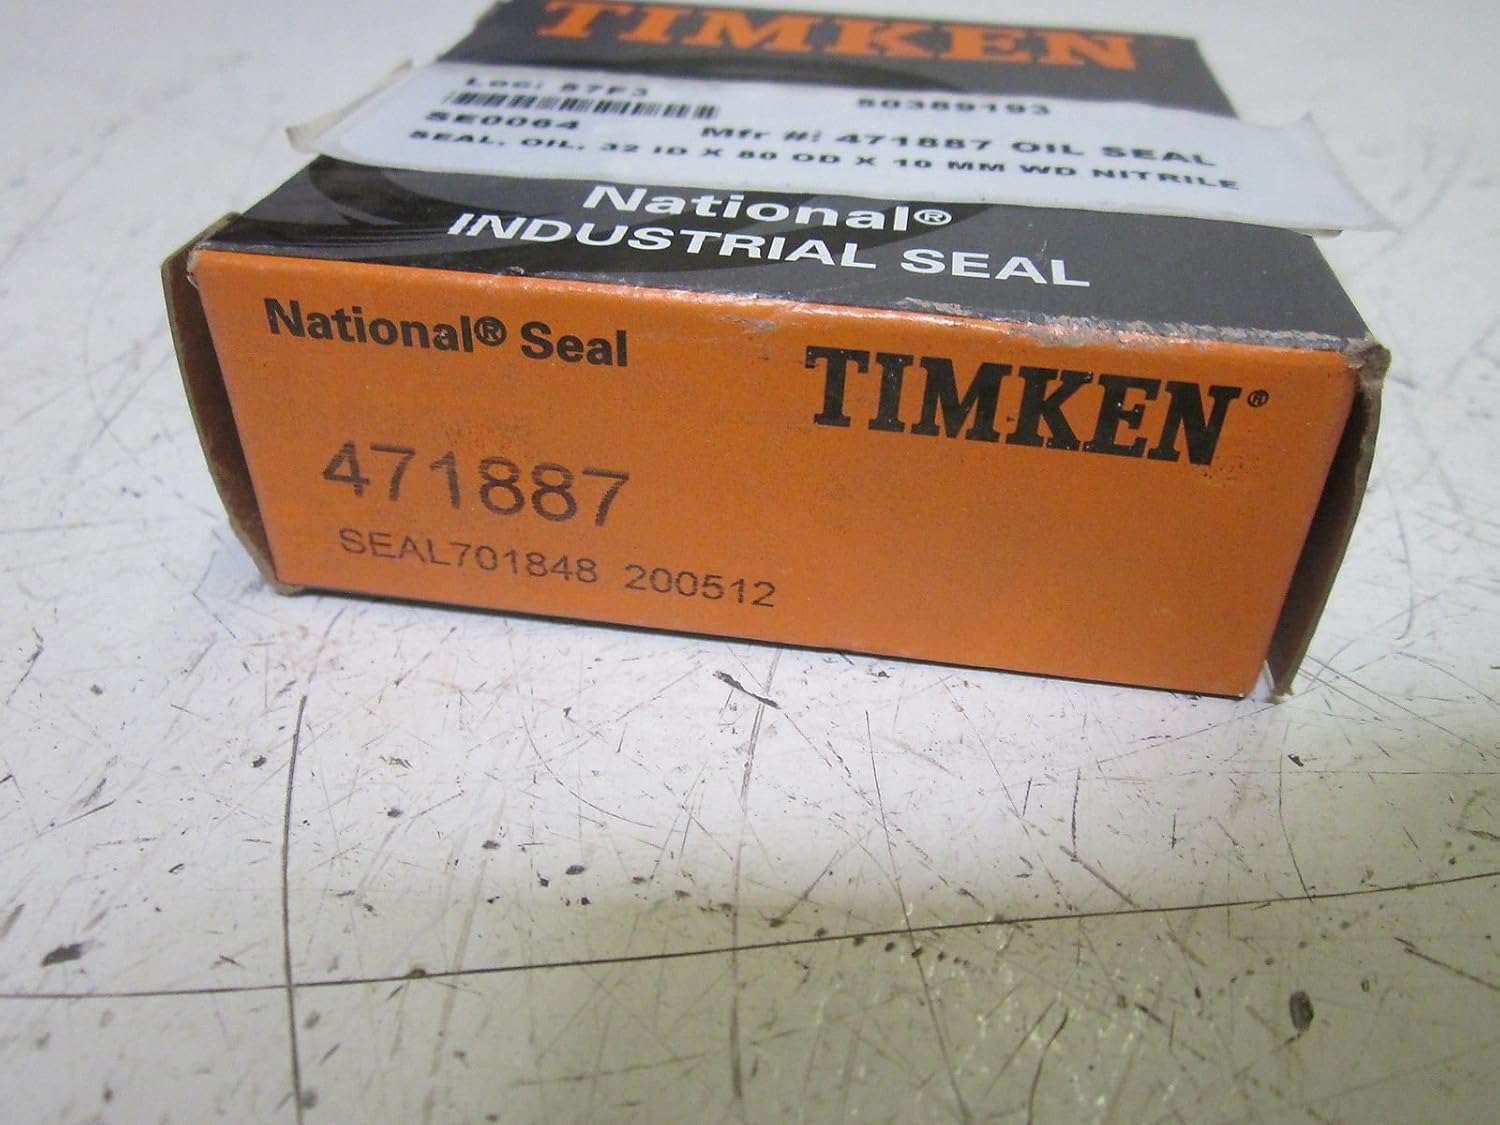 TIMKEN
Loc: 57F3 50389193
SE0064 Mfr #: 471887 OIL SEAL
SEAL, OIL, 32 ID X 80 OD X 10 MM WD NITRILE
National®
INDUSTRIAL SEAL
National® Seal
TIMKEN®
471887
SEAL701848 200512